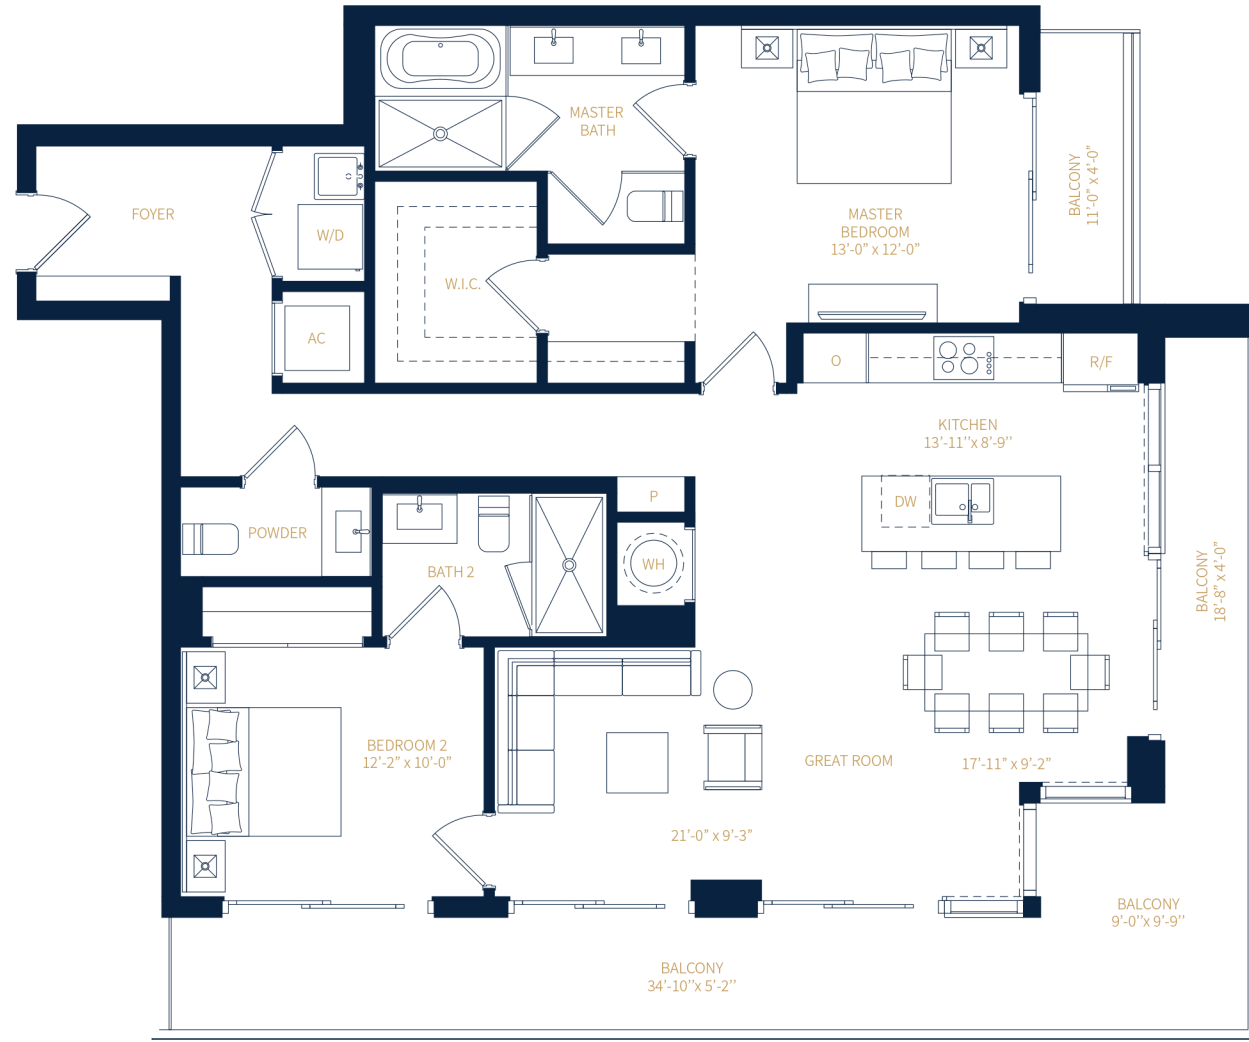 MASTER
BATH
BALCONY
11'-0" x 4'-0"
FOYER
W/D
MASTER
BEDROOM
13'-0" x 12'-0"
W.I.C.
AC
O
R/F
KITCHEN
13'-11''x 8'-9''
P
DW
POWDER
WH
BATH 2
BALCONY
18'-8" x 4'-0"
BEDROOM 2
12'-2" x 10'-0"
GREAT ROOM
17'-11" x 9'-2"
21'-0" x 9'-3"
BALCONY
9'-0''x 9'-9''
BALCONY
34'-10''x 5'-2''